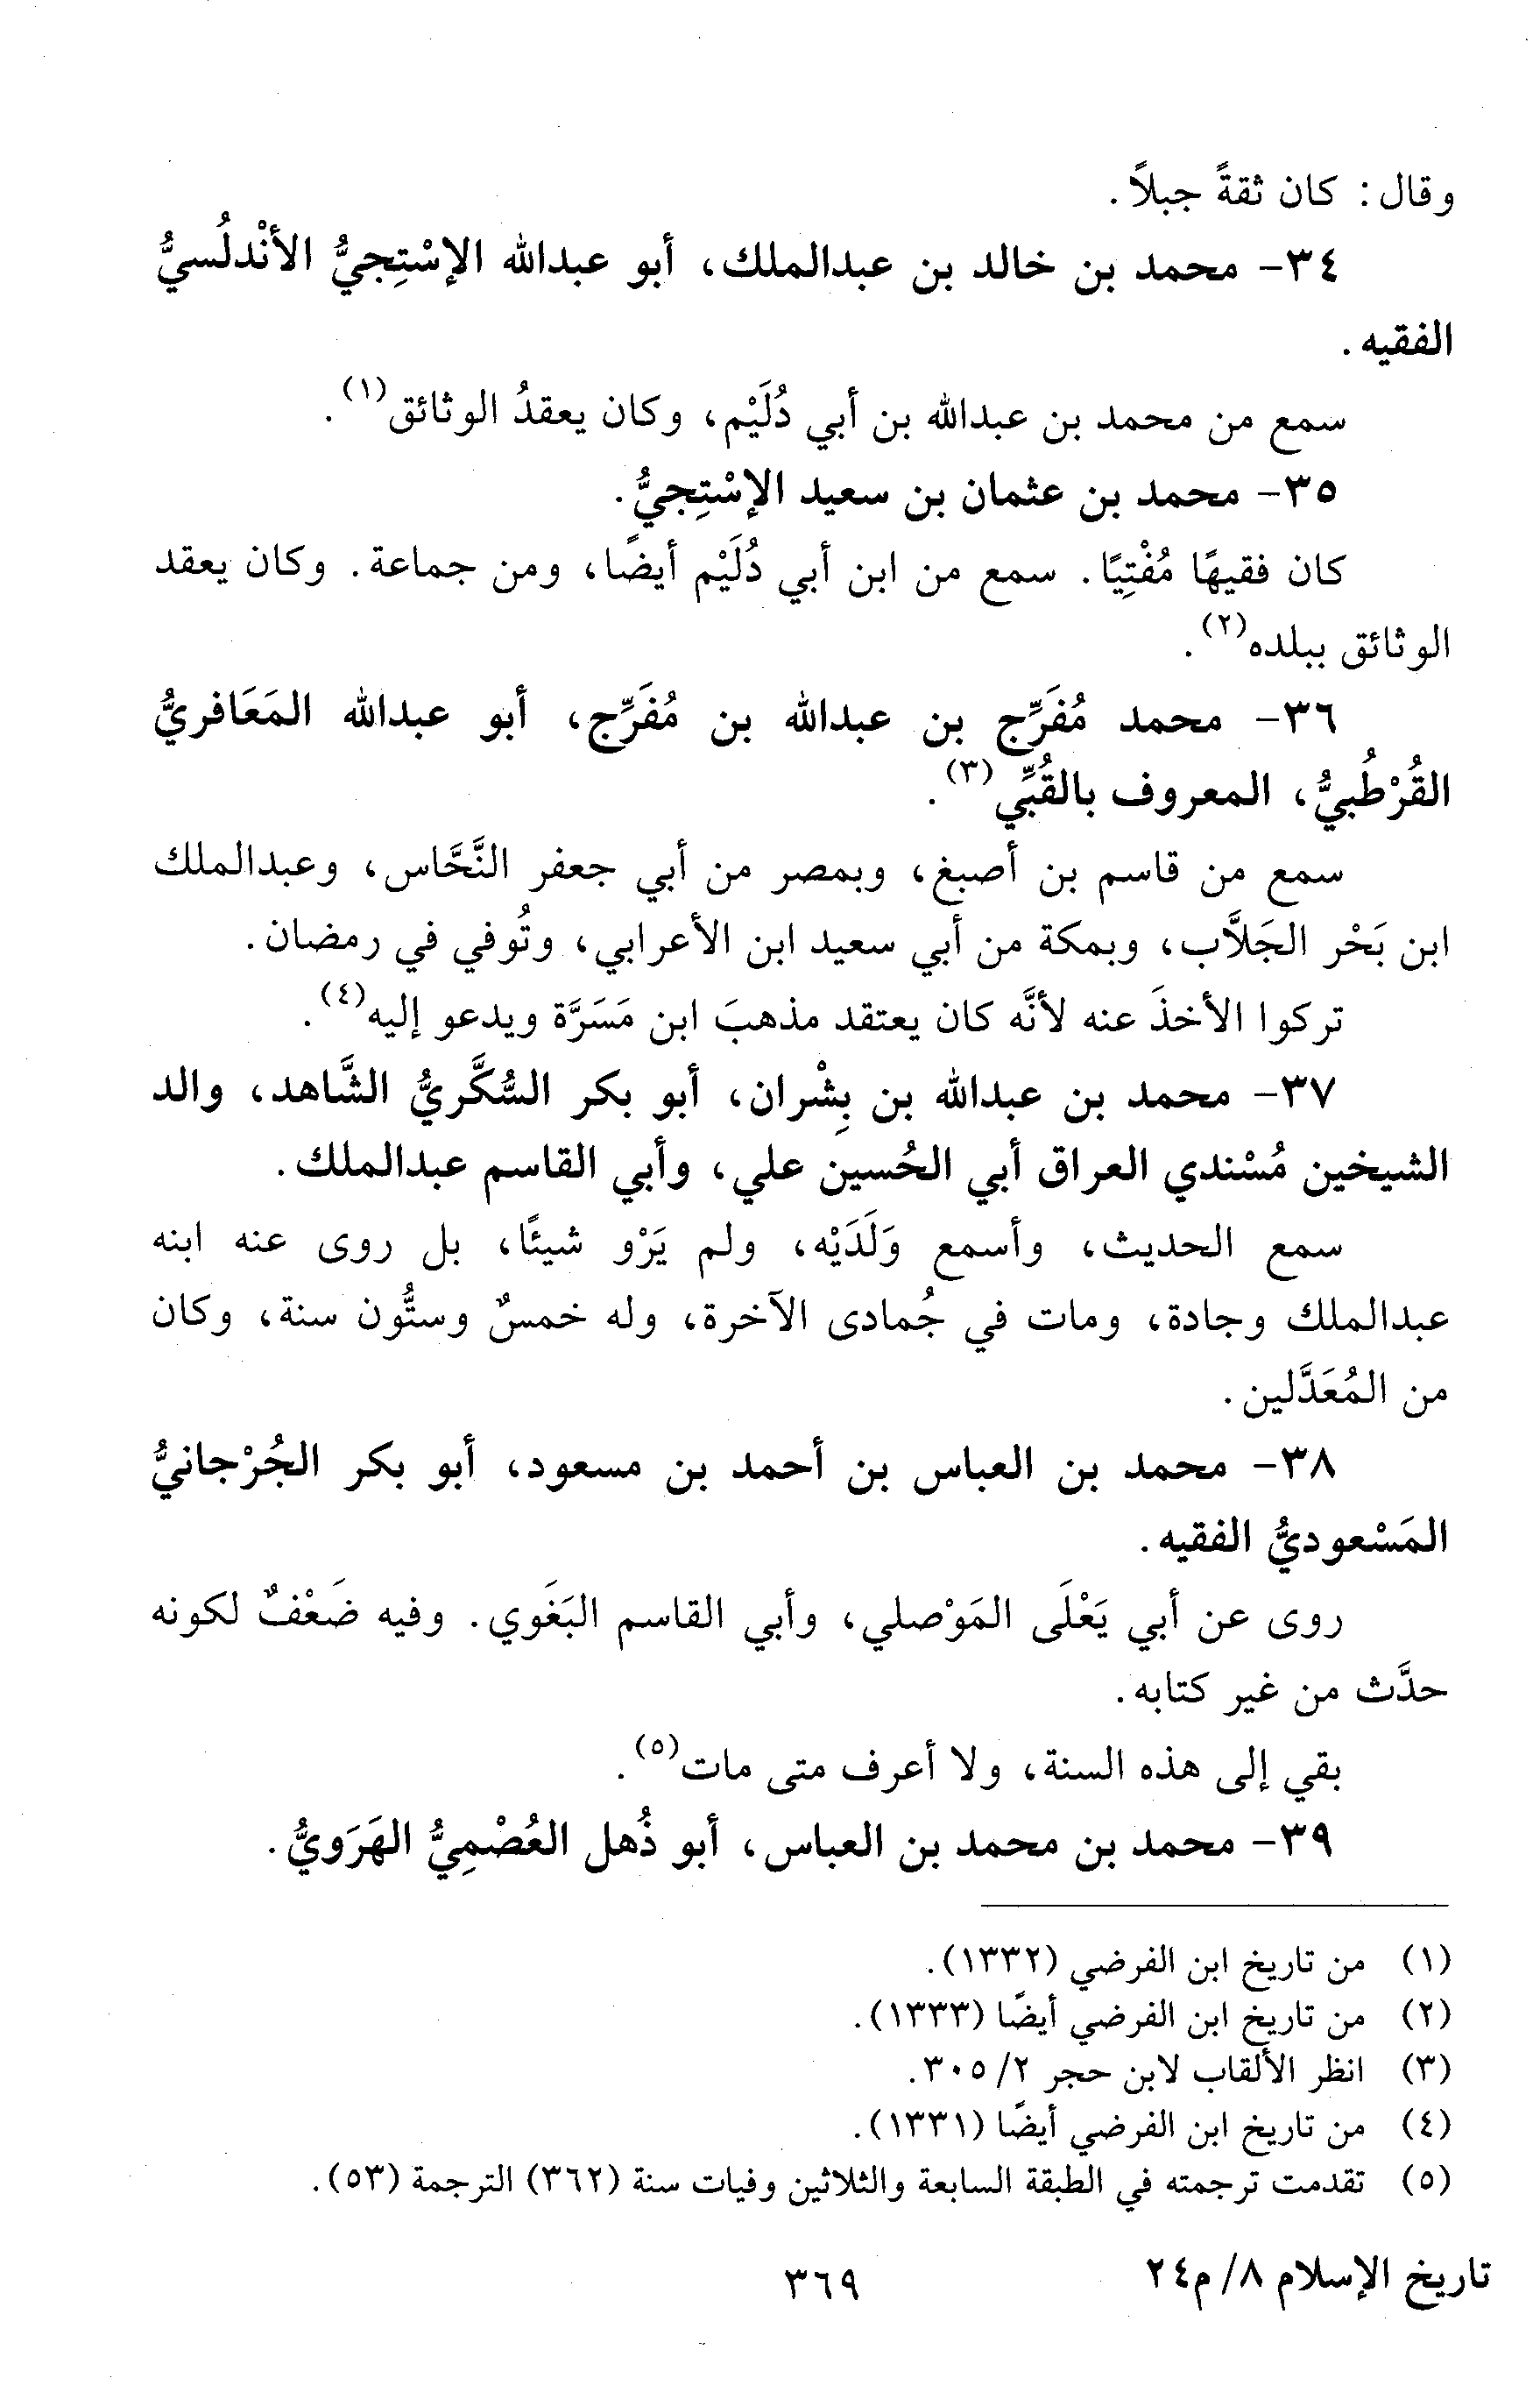 وقال: كان ثقةً جبلاً.
٣٤- محمد بن خالد بن عبدالملك، أبو عبدالله الإسْتِجيُّ الأنْدلُسيُّ
الفقيه.
سمع من محمد بن عبدالله بن أبي دُلَيْم، وكان يعقدُ الوثائق(١).
٣٥- محمد بن عثمان بن سعيد الإسْتِجيُّ.
كان فقيهًا مُفْتِيًا. سمع من ابن أبي دُلَيْم أيضًا، ومن جماعة. وكان يعقد
الوثائق ببلده(٢).
٣٦- محمد مُفَرِّج بن عبدالله بن مُفَرِّج، أبو عبدالله المَعَافريُّ
القُرْطُبيُّ، المعروف بالقُبِّي(٣).
سمع من قاسم بن أصبغ، وبمصر من أبي جعفر النَّحَّاس، وعبدالملك
ابن بَحْر الجَلاَّب، وبمكة من أبي سعيد ابن الأعرابي، وتُوفي في رمضان.
تركوا الأخذَ عنه لأنَّه كان يعتقد مذهبَ ابن مَسَرَّة ويدعو إليه(٤).
٣٧- محمد بن عبدالله بن بِشْران، أبو بكر السُّكَّريُّ الشَّاهد، والد
الشيخين مُسْندي العراق أبي الحُسين علي، وأبي القاسم عبدالملك.
سمع الحديث، وأسمع وَلَدَيْه، ولم يَرْو شيئًا، بل روى عنه ابنه
عبدالملك وجادة، ومات في جُمادى الآخرة، وله خمسٌ وستُّون سنة، وكان
من المُعَدَّلين.
٣٨- محمد بن العباس بن أحمد بن مسعود، أبو بكر الجُرْجانيُّ
المَسْعوديُّ الفقيه.
روى عن أبي يَعْلَى المَوْصلي، وأبي القاسم البَغَوي. وفيه ضَعْفٌ لكونه
حدَّث من غير كتابه.
بقي إلى هذه السنة، ولا أعرف متى مات(٥).
٣٩- محمد بن محمد بن العباس، أبو ذُهل العُصْمِيُّ الهَرَويُّ.
(١) من تاريخ ابن الفرضي (١٣٣٢).
(٢) من تاريخ ابن الفرضي أيضًا (١٣٣٣).
(٣) انظر الألقاب لابن حجر ٢/ ٣٠٥.
(٤) من تاريخ ابن الفرضي أيضًا (١٣٣١).
(٥) تقدمت ترجمته في الطبقة السابعة والثلاثين وفيات سنة (٣٦٢) الترجمة (٥٣).
تاريخ الإسلام ٨/ م٢٤
٣٦٩